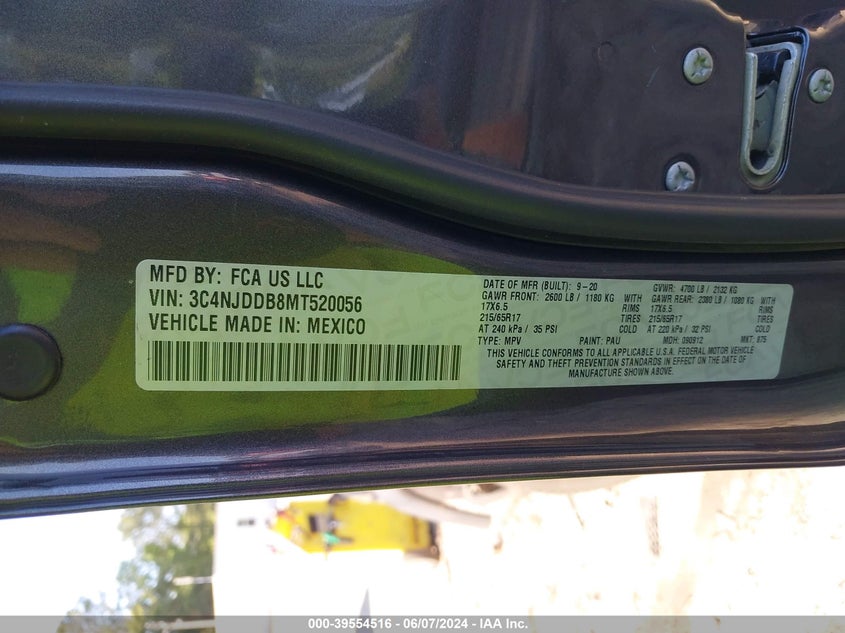 MFD BY: FCA US LLC
VIN: 3C4NJDDB8MT520056
VEHICLE MADE IN: MEXICO
DATE OF MFR (BUILT): 9-20 GVWR: 4700 LB / 2132 KG
GAWR FRONT: 2600 LB / 1180 KG GAWR REAR: 2380 LB / 1080 KG
17X6.5 RIMS 17X6.5 RIMS
215/65R17 TIRES 215/65R17 TIRES
AT 240 kPa / 35 PSI COLD AT 220 kPa / 32 PSI COLD
TYPE: MPV PAINT: PAU MDH: 090912 MKT: 875
THIS VEHICLE CONFORMS TO ALL APPLICABLE U.S.A. FEDERAL MOTOR VEHICLE
SAFETY AND THEFT PREVENTION STANDARDS IN EFFECT ON THE DATE OF
MANUFACTURE SHOWN ABOVE.
000-39554516 - 06/07/2024 - IAA Inc.